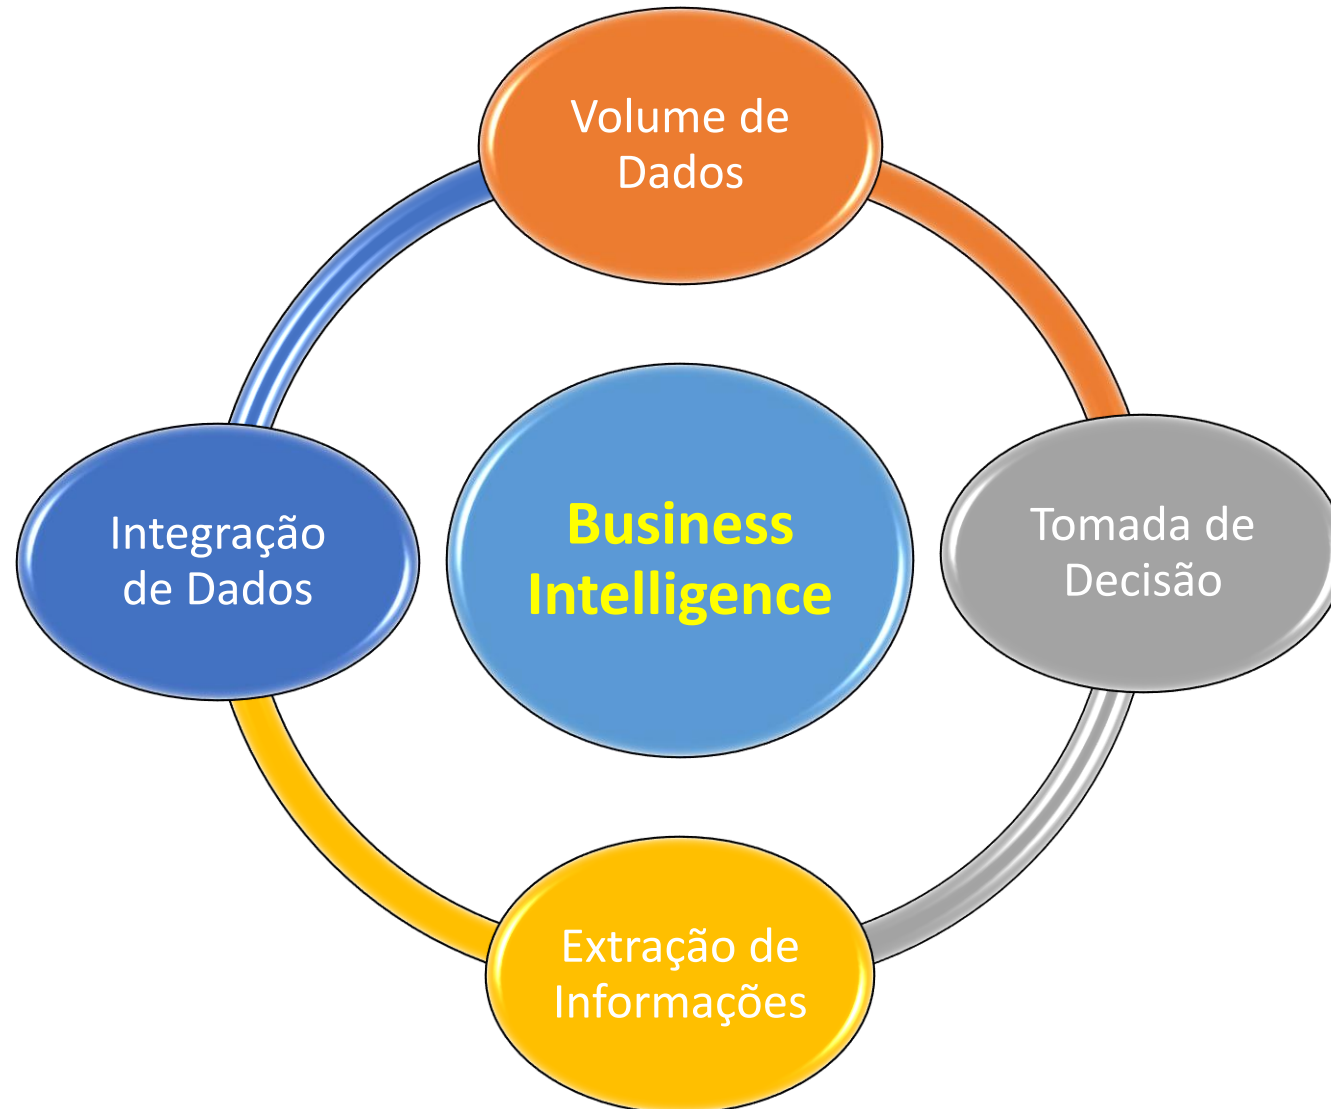 Volume de
Dados
Integração
de Dados
Business
Intelligence
Tomada de
Decisão
Extração de
Informações